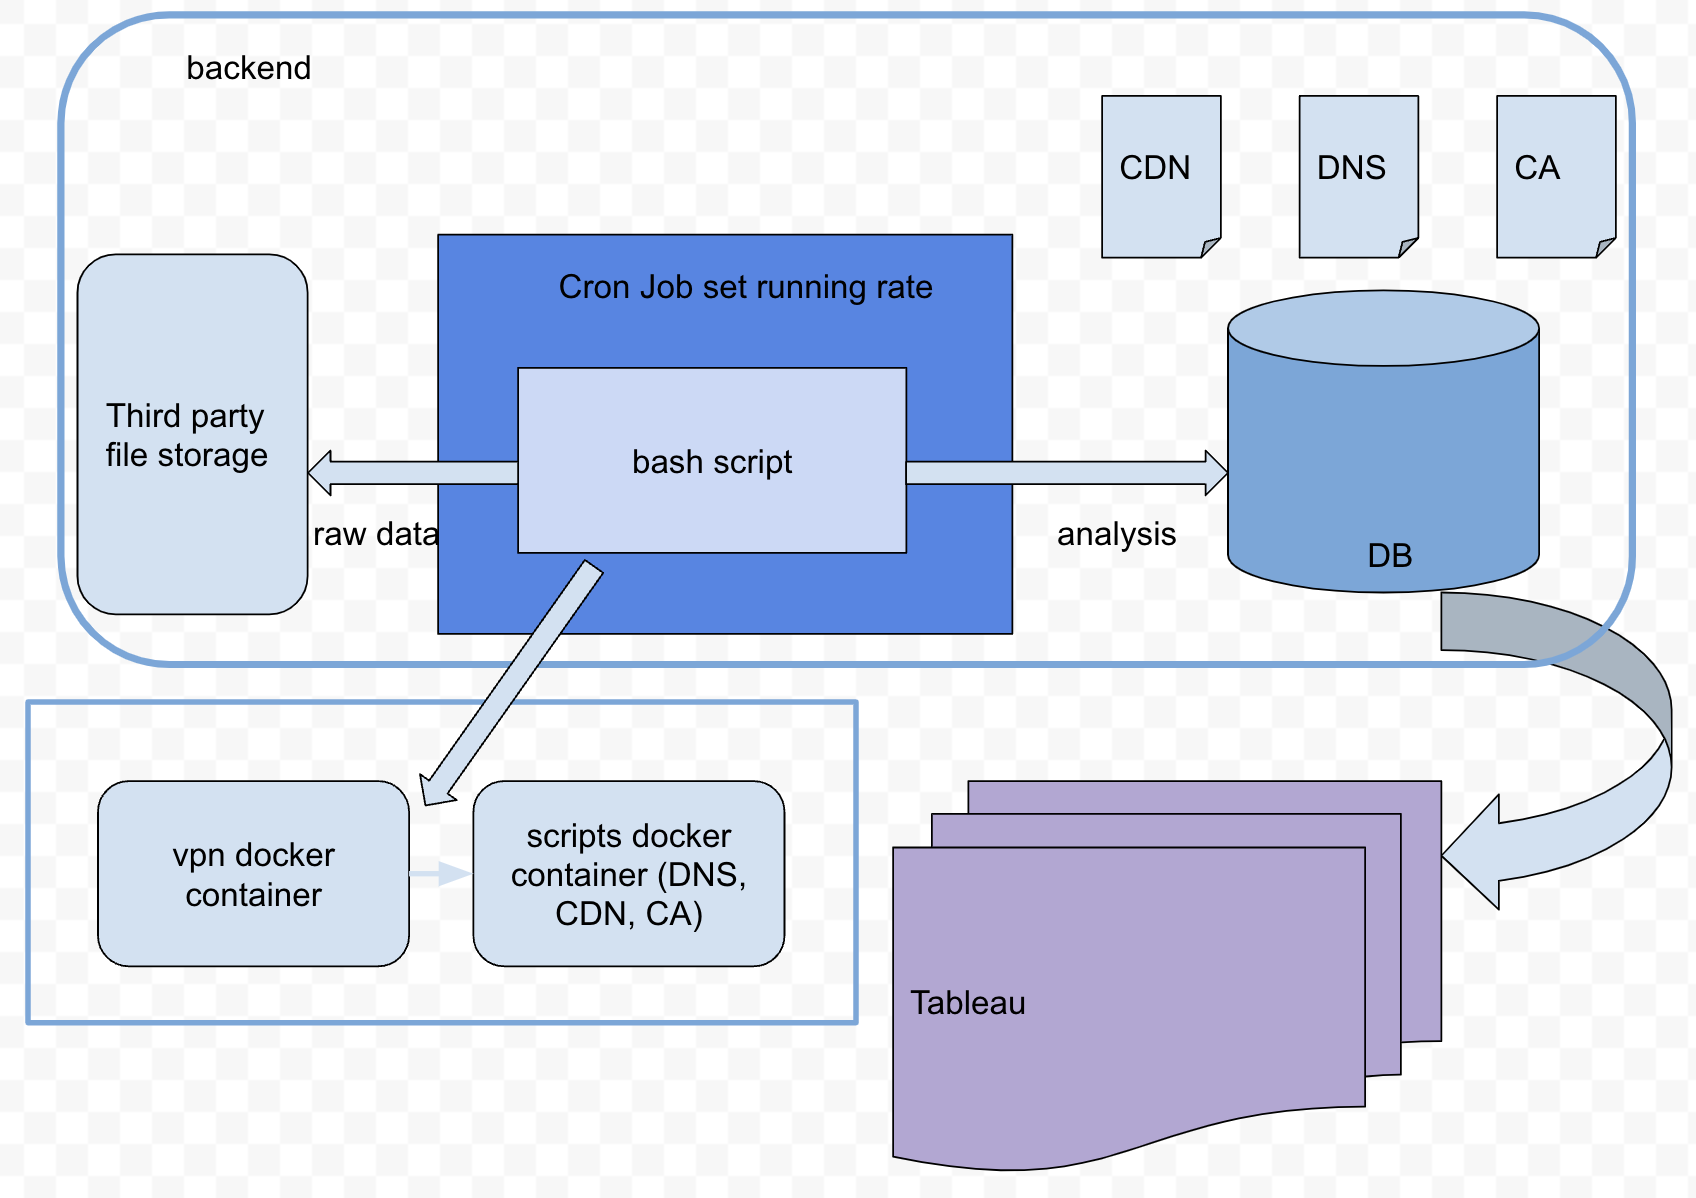 backend
CDN
DNS
CA
Cron Job set running rate
Third party
file storage
bash script
raw data
analysis
DB
vpn docker
container
scripts docker
container (DNS,
CDN, CA)
Tableau